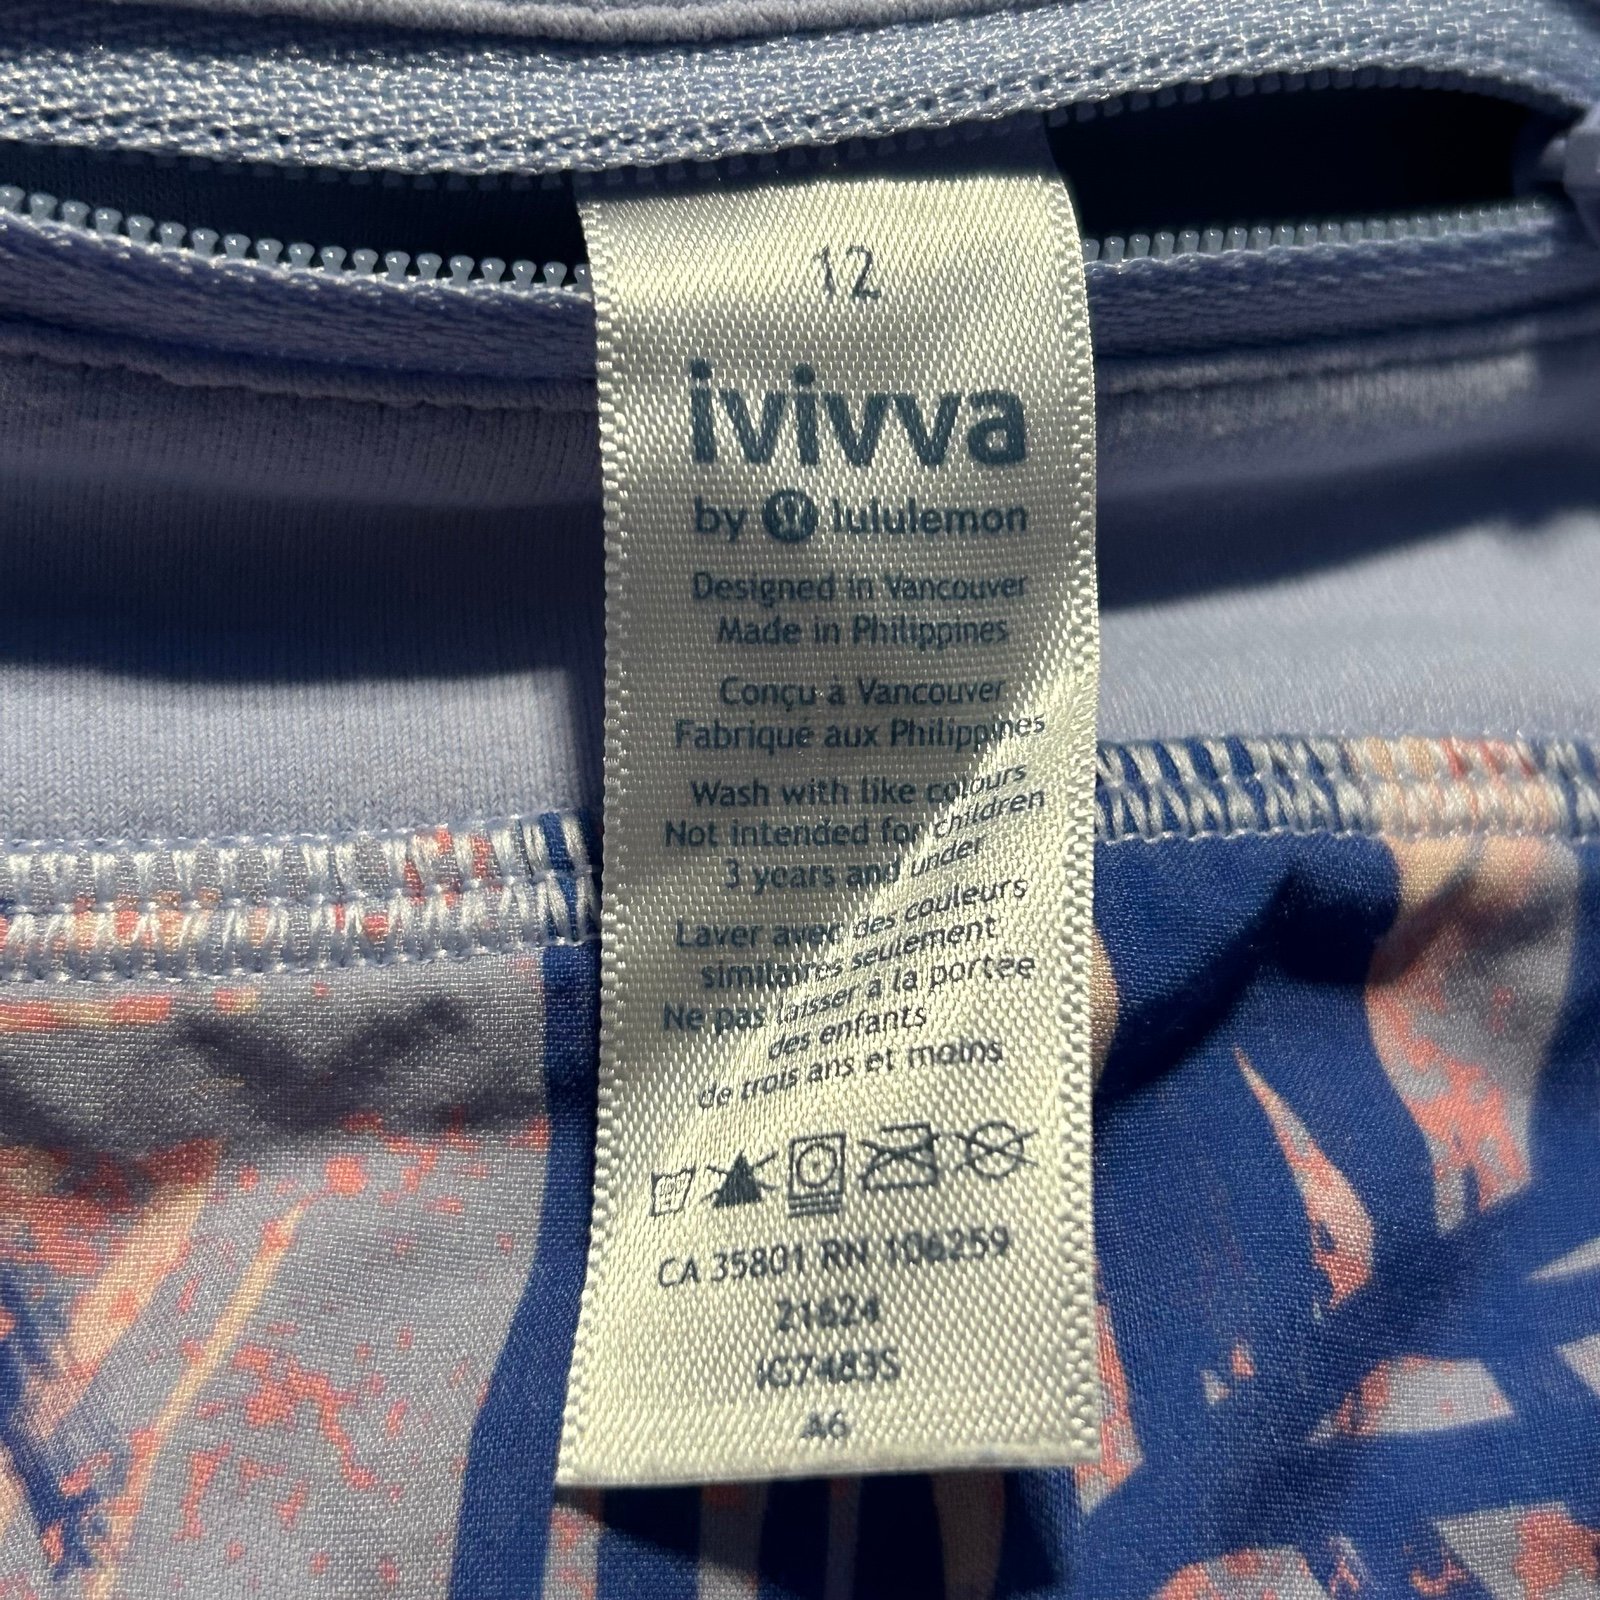 12
ivivva
by lululemon
Designed in Vancouver
Made in Philippines
Conçu à Vancouver
Fabriqué aux Philippines
Wash with like colours
Not intended for children
3 years and under
Laver avec des couleurs
similaires seulement
Ne pas laisser à la portée
des enfants
de trois ans et moins
CA 35801 RN 106259
21624
IG7483S
A6